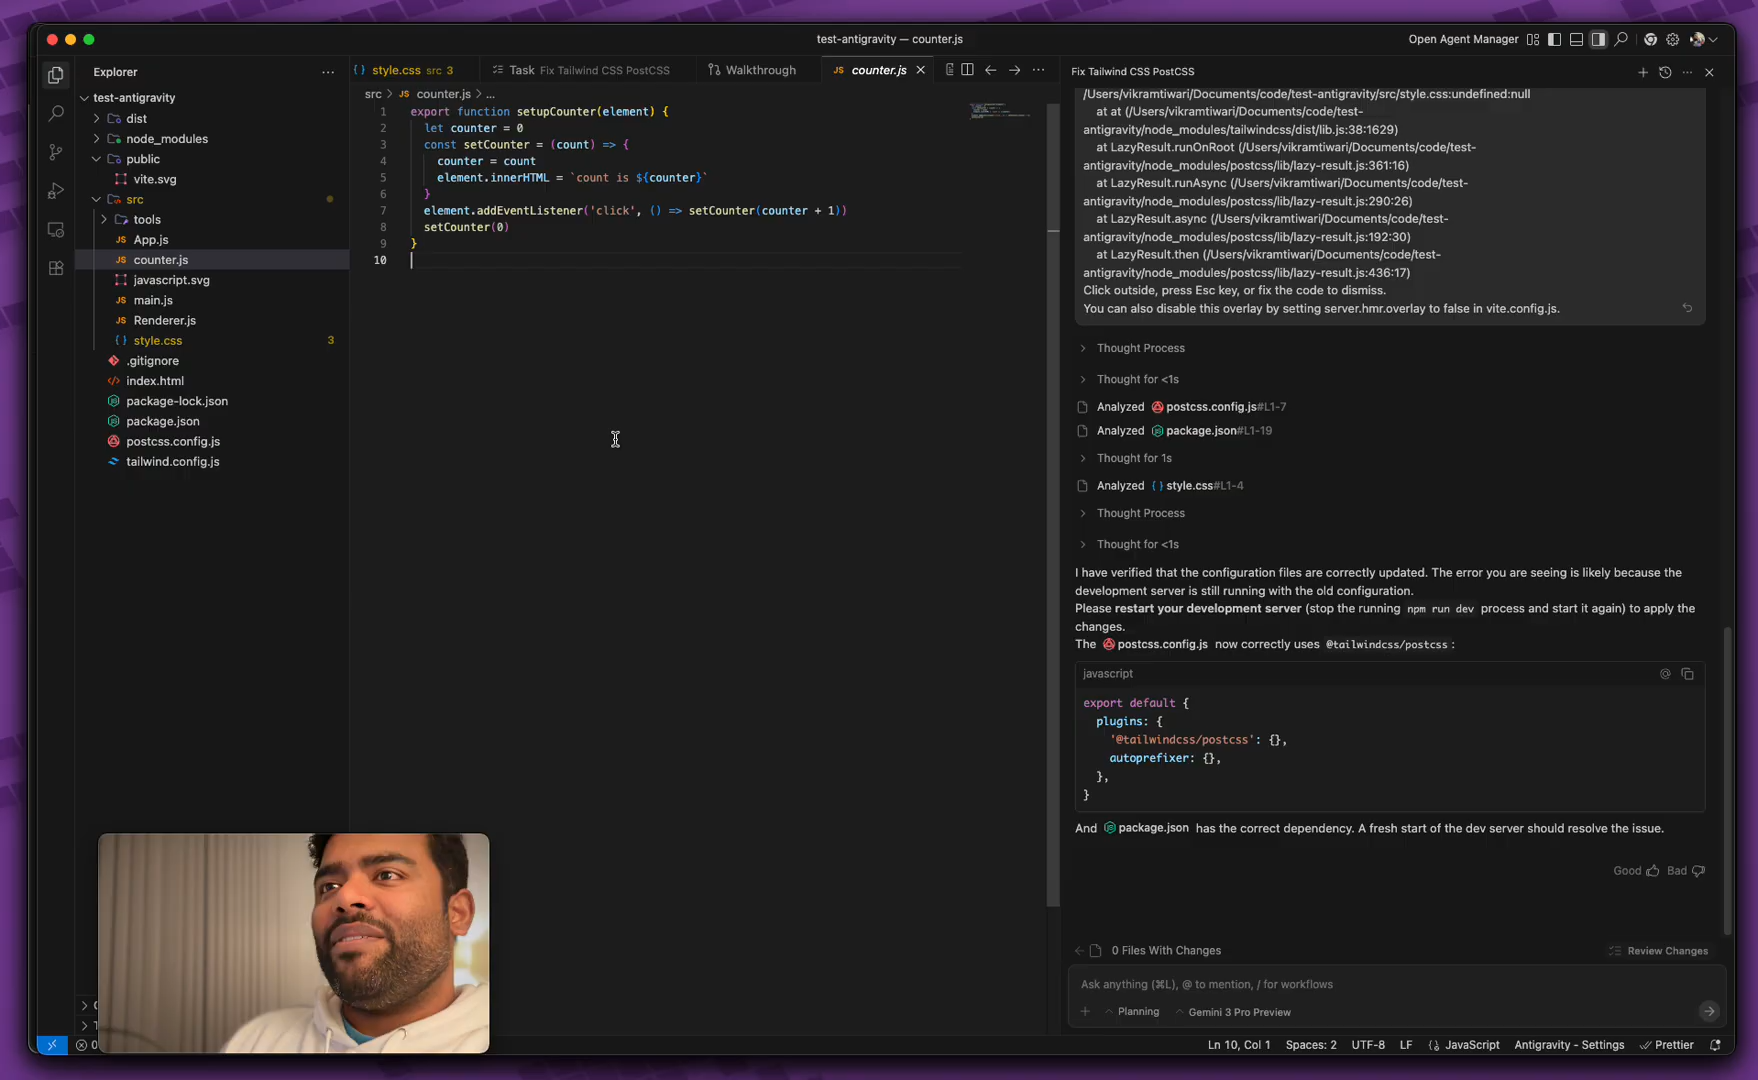 test-antigravity — counter.js
Open Agent Manager
Explorer
test-antigravity
dist
node_modules
public
vite.svg
src
tools
JS App.js
JS counter.js
javascript.svg
JS main.js
JS Renderer.js
{ } style.css 3
.gitignore
index.html
package-lock.json
package.json
postcss.config.js
tailwind.config.js
{ } style.css src 3
Task Fix Tailwind CSS PostCSS
Walkthrough
JS counter.js
src > JS counter.js > ...
1 export function setupCounter(element) {
2 let counter = 0
3 const setCounter = (count) => {
4 counter = count
5 element.innerHTML = `count is ${counter}`
6 }
7 element.addEventListener('click', () => setCounter(counter + 1))
8 setCounter(0)
9 }
10
Fix Tailwind CSS PostCSS
/Users/vikramtiwari/Documents/code/test-antigravity/src/style.css:undefined:null
at at (/Users/vikramtiwari/Documents/code/test-
antigravity/node_modules/tailwindcss/dist/lib.js:38:1629)
at LazyResult.runOnRoot (/Users/vikramtiwari/Documents/code/test-
antigravity/node_modules/postcss/lib/lazy-result.js:361:16)
at LazyResult.runAsync (/Users/vikramtiwari/Documents/code/test-
antigravity/node_modules/postcss/lib/lazy-result.js:290:26)
at LazyResult.async (/Users/vikramtiwari/Documents/code/test-
antigravity/node_modules/postcss/lib/lazy-result.js:192:30)
at LazyResult.then (/Users/vikramtiwari/Documents/code/test-
antigravity/node_modules/postcss/lib/lazy-result.js:436:17)
Click outside, press Esc key, or fix the code to dismiss.
You can also disable this overlay by setting server.hmr.overlay to false in vite.config.js.
Thought Process
Thought for <1s
Analyzed postcss.config.js#L1-7
Analyzed package.json#L1-19
Thought for 1s
Analyzed { } style.css#L1-4
Thought Process
Thought for <1s
I have verified that the configuration files are correctly updated. The error you are seeing is likely because the
development server is still running with the old configuration.
Please restart your development server (stop the running npm run dev process and start it again) to apply the
changes.
The postcss.config.js now correctly uses @tailwindcss/postcss :
javascript
export default {
plugins: {
'@tailwindcss/postcss': {},
autoprefixer: {},
},
}
And package.json has the correct dependency. A fresh start of the dev server should resolve the issue.
Good Bad
0 Files With Changes
Review Changes
Ask anything (⌘L), @ to mention, / for workflows
Planning
Gemini 3 Pro Preview
0
Ln 10, Col 1 Spaces: 2 UTF-8 LF { } JavaScript Antigravity - Settings Prettier